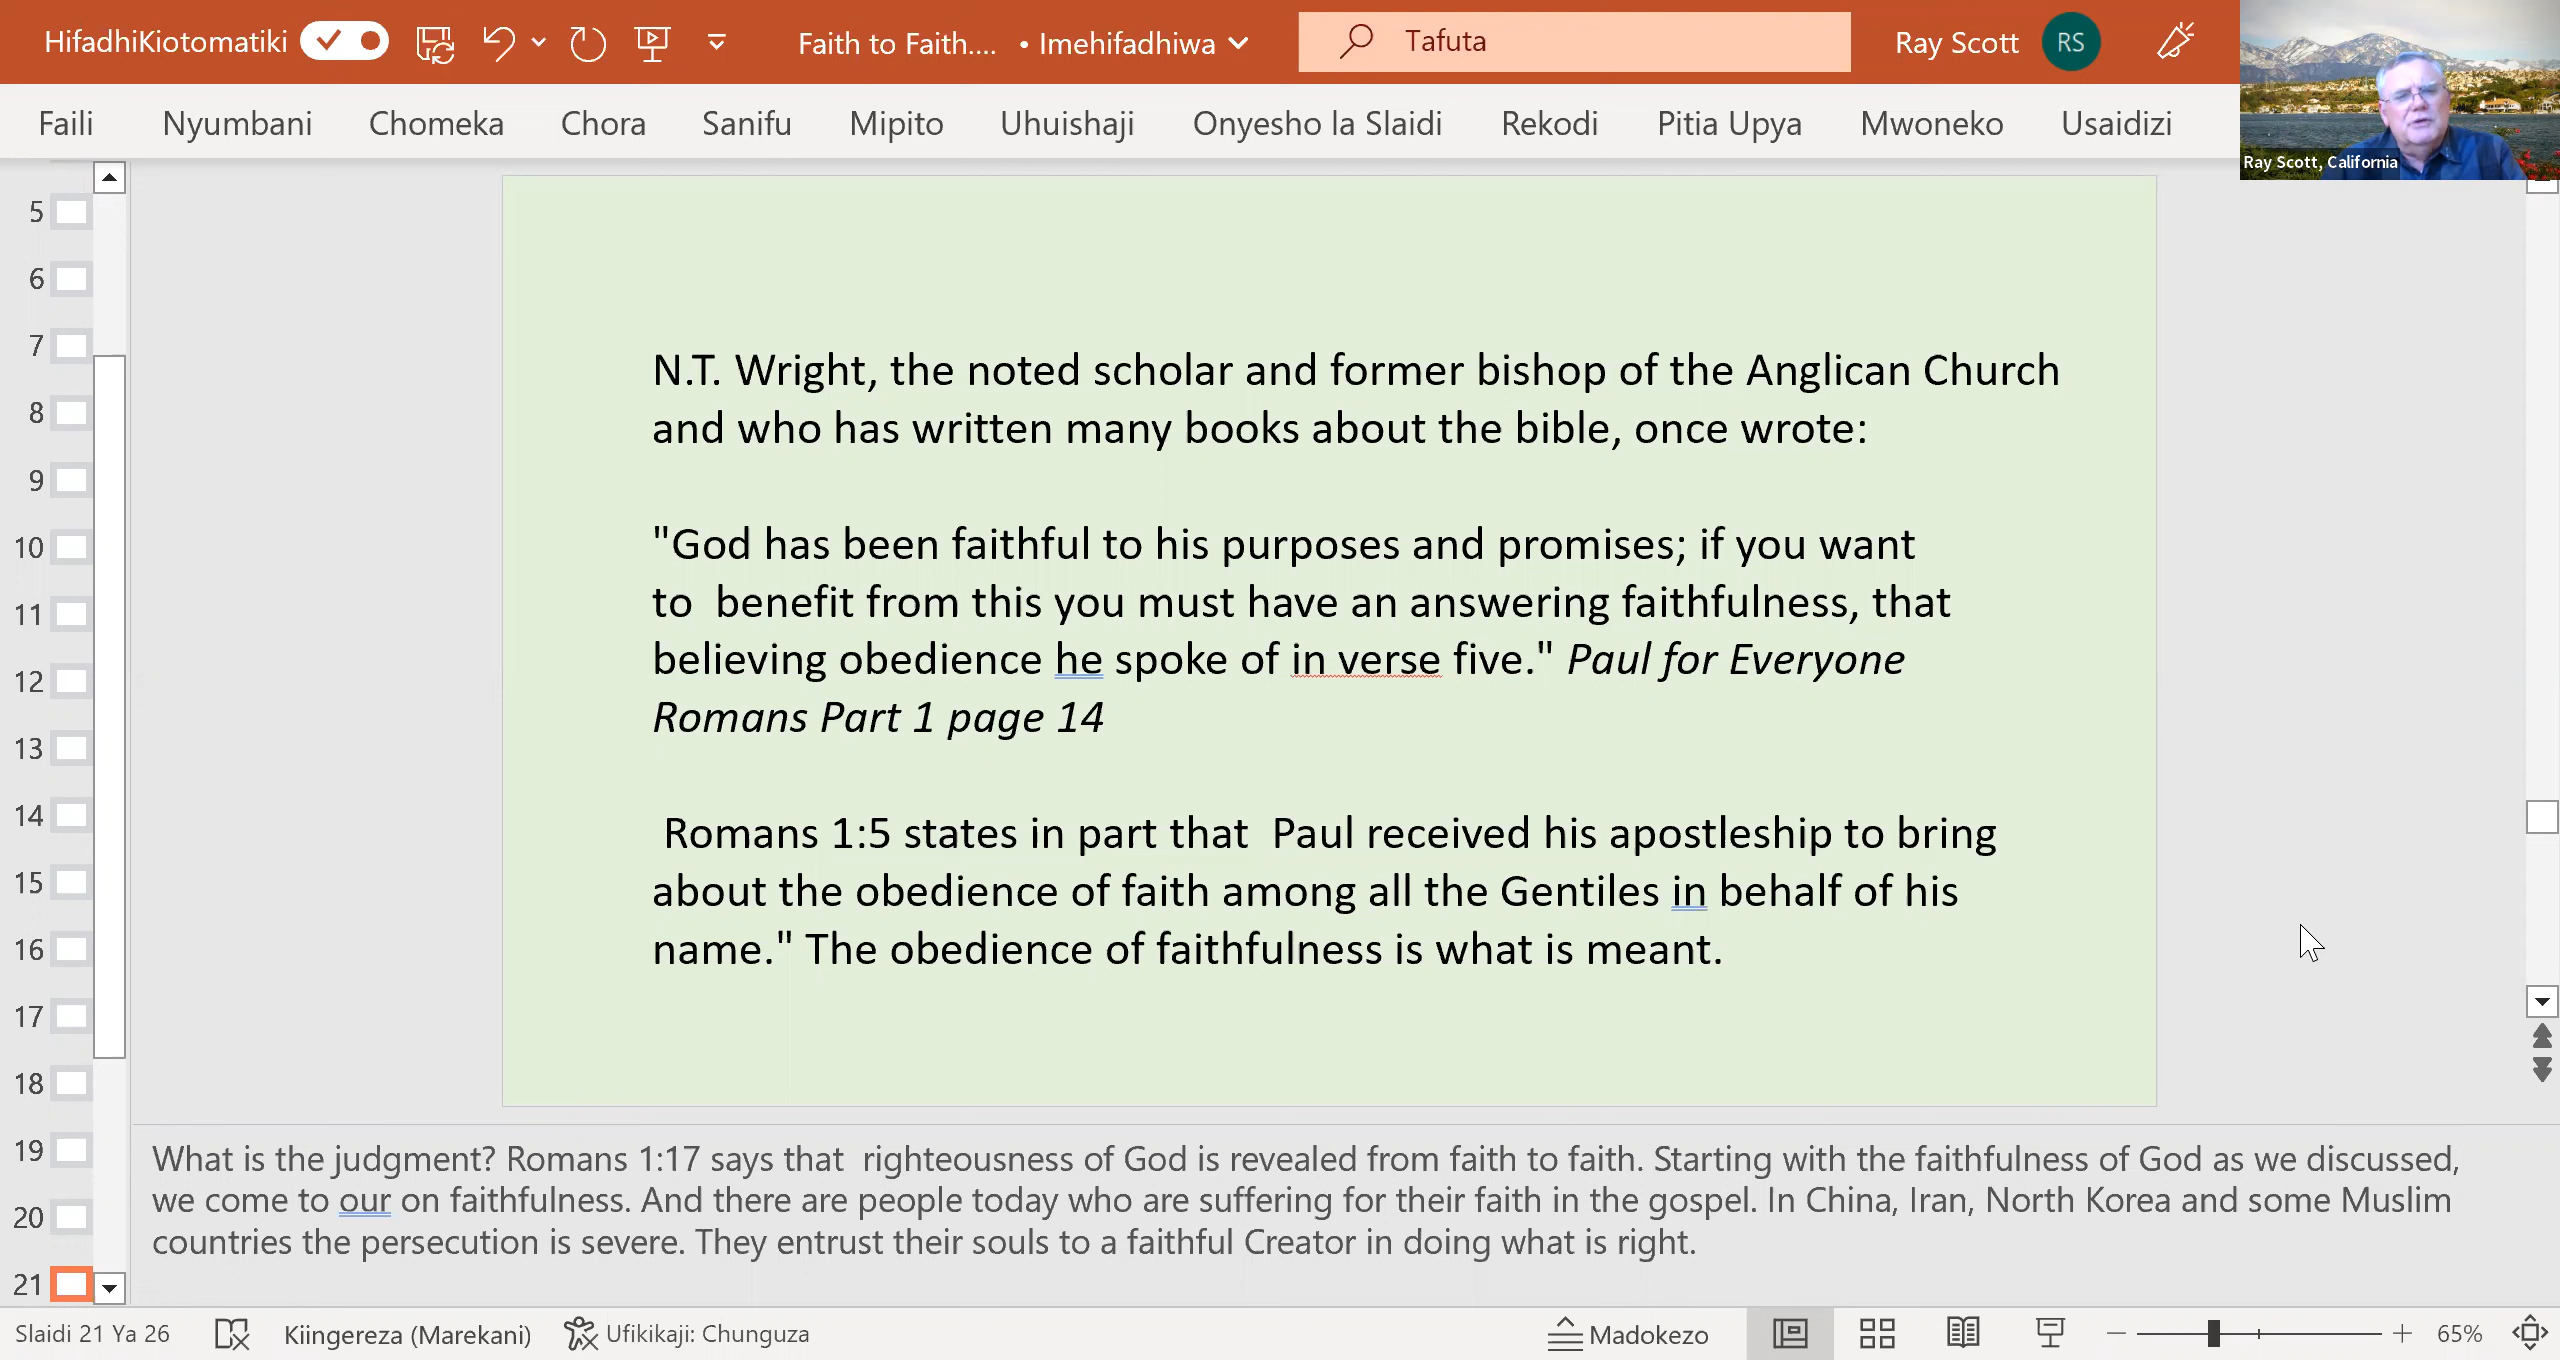 HifadhiKiotomatiki Faith to Faith.... • Imehifadhiwa Tafuta Ray Scott RS
Faili Nyumbani Chomeka Chora Sanifu Mipito Uhuishaji Onyesho la Slaidi Rekodi Pitia Upya Mwoneko Usaidizi
Ray Scott, California
5
6
7
8
9
10
11
12
13
14
15
16
17
18
19
20
21
N.T. Wright, the noted scholar and former bishop of the Anglican Church
and who has written many books about the bible, once wrote:
"God has been faithful to his purposes and promises; if you want
to  benefit from this you must have an answering faithfulness, that
believing obedience he spoke of in verse five." Paul for Everyone
Romans Part 1 page 14
Romans 1:5 states in part that  Paul received his apostleship to bring
about the obedience of faith among all the Gentiles in behalf of his
name." The obedience of faithfulness is what is meant.
What is the judgment? Romans 1:17 says that  righteousness of God is revealed from faith to faith. Starting with the faithfulness of God as we discussed,
we come to our on faithfulness. And there are people today who are suffering for their faith in the gospel. In China, Iran, North Korea and some Muslim
countries the persecution is severe. They entrust their souls to a faithful Creator in doing what is right.
Slaidi 21 Ya 26 Kiingereza (Marekani) Ufikikaji: Chunguza Madokezo 65%